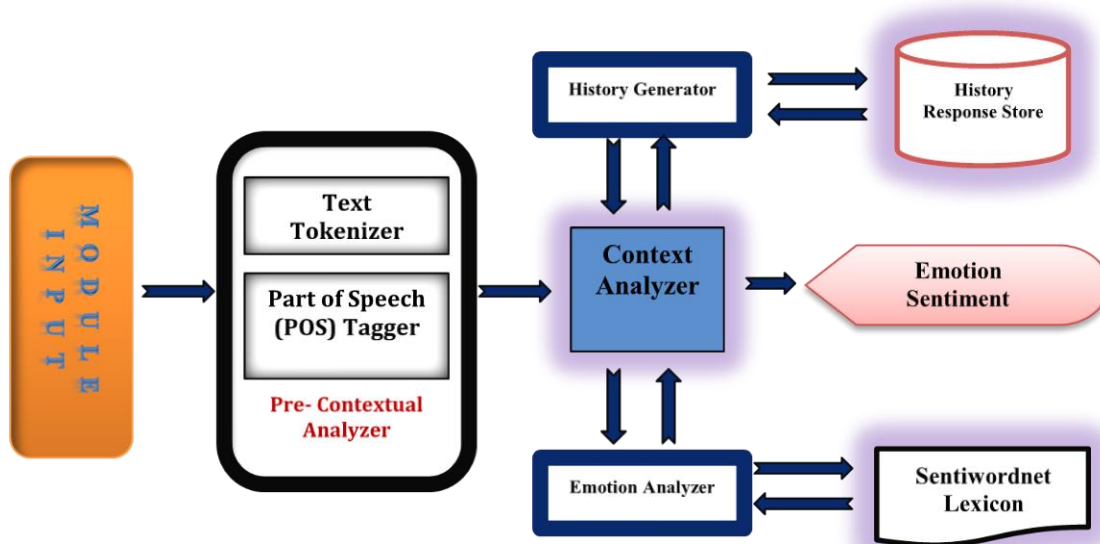 MODULE
INPUT
Text
Tokenizer
Part of Speech
(POS) Tagger
Pre- Contextual
Analyzer
History Generator
History
Response Store
Context
Analyzer
Emotion
Sentiment
Emotion Analyzer
Sentiwordnet
Lexicon